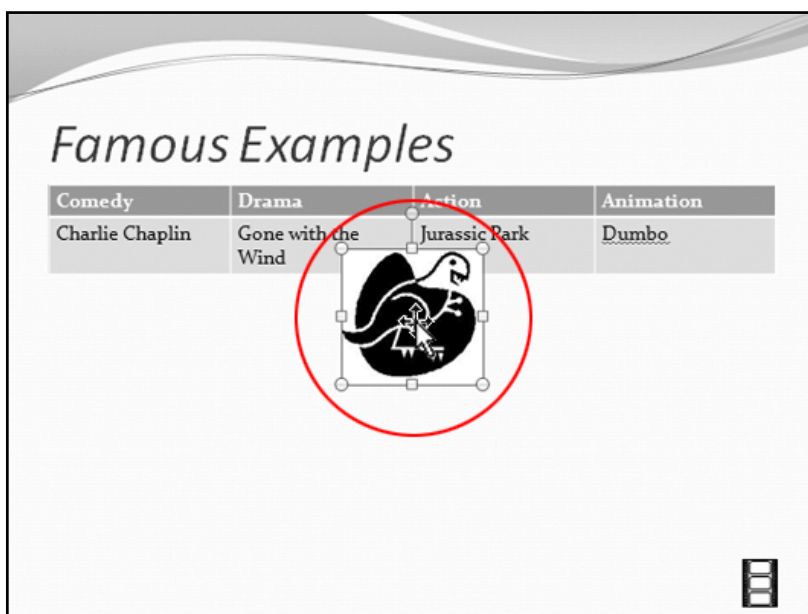 Famous Examples
Comedy Drama Action Animation
Charlie Chaplin Gone with the Jurassic Park Dumbo
Wind